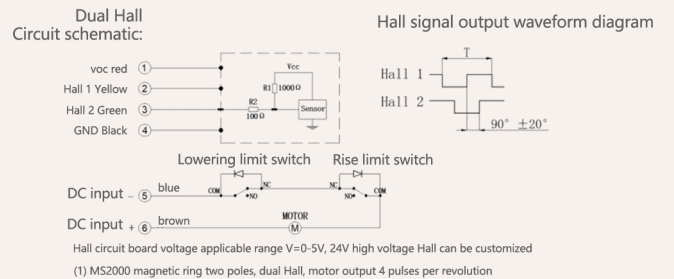 Dual Hall
Circuit schematic:
Hall signal output waveform diagram
voc red 1
Hall 1 Yellow 2
Hall 2 Green 3
GND Black 4
Vcc
R1 1000Ω
R2
100Ω
Sensor
T
Hall 1
Hall 2
90° ±20°
Lowering limit switch
Rise limit switch
DC input - 5 blue
COM
NC
NO
NC
NO
COM
DC input + 6 brown
MOTOR
M
Hall circuit board voltage applicable range V=0-5V, 24V high voltage Hall can be customized
(1) MS2000 magnetic ring two poles, dual Hall, motor output 4 pulses per revolution